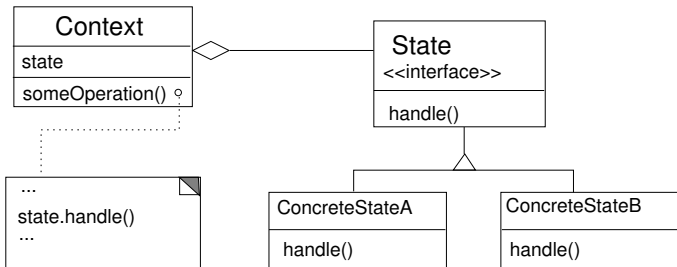 Context
state
someOperation()
State
<<interface>>
handle()
...
state.handle()
...
ConcreteStateA
handle()
ConcreteStateB
handle()